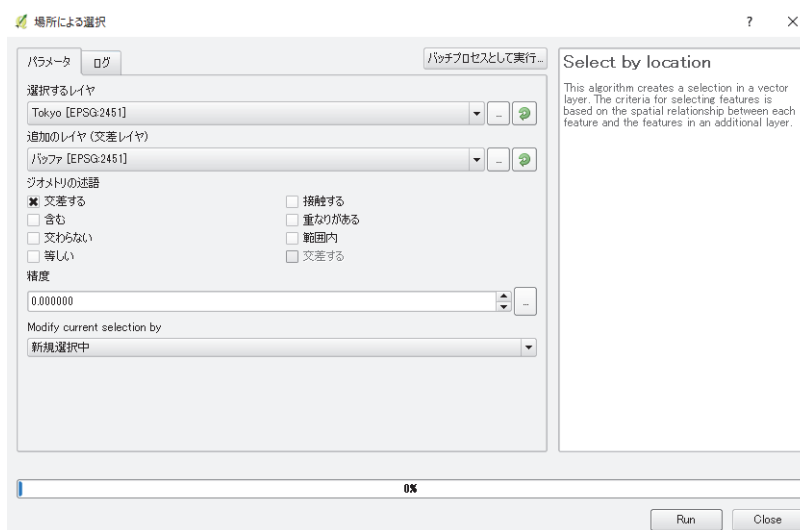 場所による選択
?
×
パラメータ
ログ
バッチプロセスとして実行...
選択するレイヤ
Tokyo [EPSG:2451]
...
追加のレイヤ (交差レイヤ)
バッファ [EPSG:2451]
...
ジオメトリの述語
交差する
接触する
含む
重なりがある
交わらない
範囲内
等しい
交差する
精度
0.000000
...
Modify current selection by
新規選択中
Select by location
This algorithm creates a selection in a vector
layer. The criteria for selecting features is
based on the spatial relationship between each
feature and the features in an additional layer.
0%
Run
Close